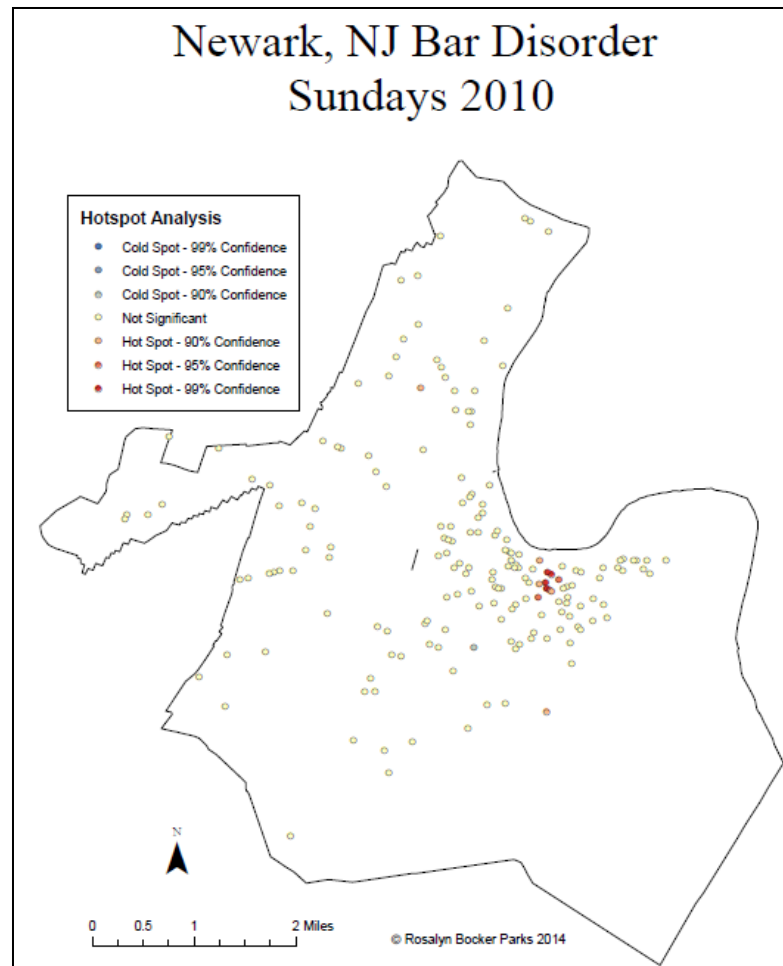 Newark, NJ Bar Disorder
Sundays 2010
Hotspot Analysis
Cold Spot - 99% Confidence
Cold Spot - 95% Confidence
Cold Spot - 90% Confidence
Not Significant
Hot Spot - 90% Confidence
Hot Spot - 95% Confidence
Hot Spot - 99% Confidence
N
0 0.5 1 2 Miles
© Rosalyn Bocker Parks 2014